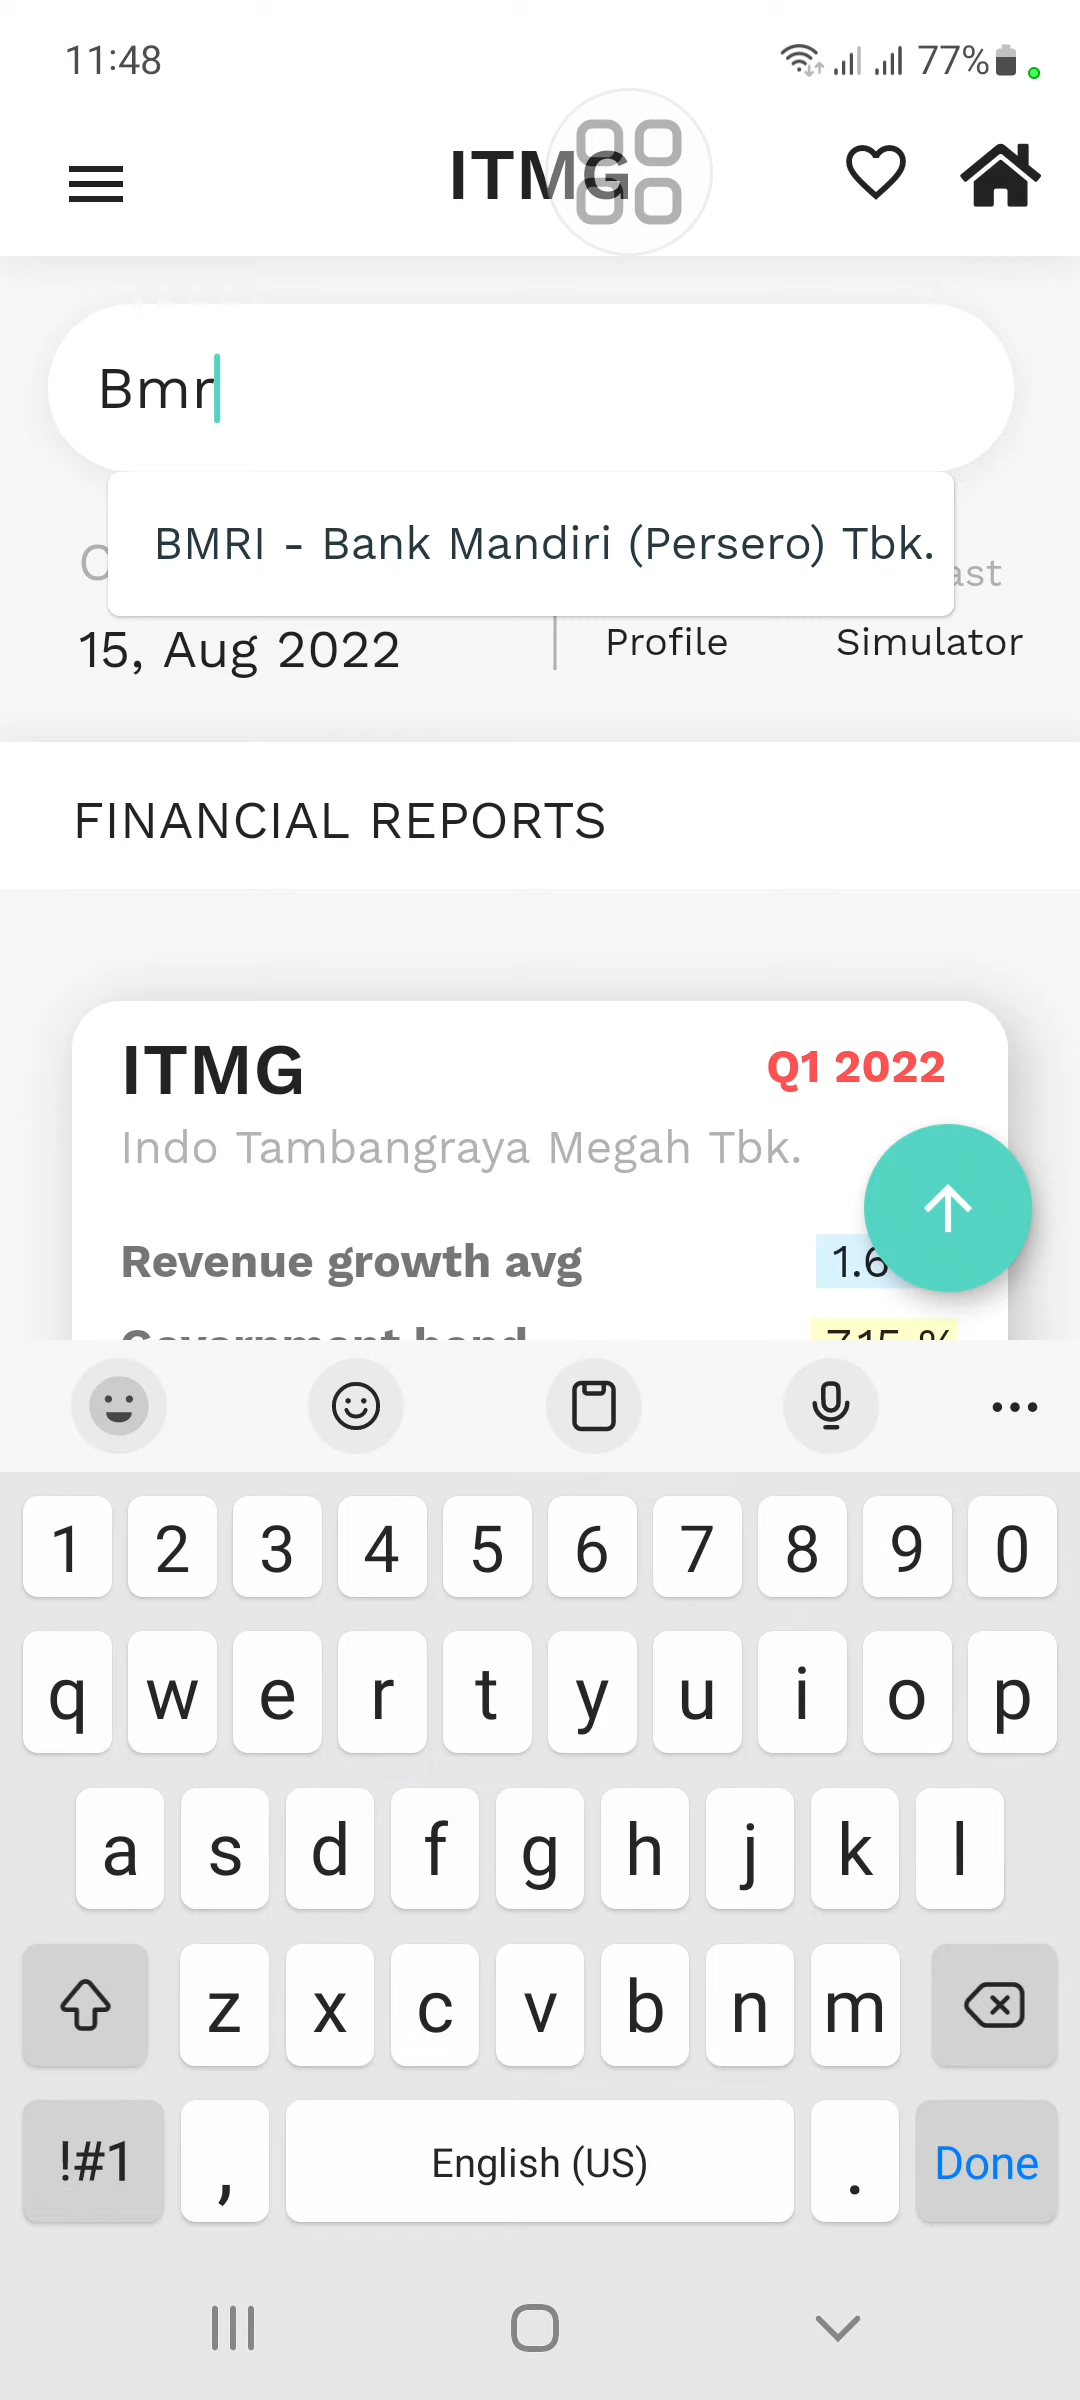 11:48
77%
ITMG
Bmr
BMRI - Bank Mandiri (Persero) Tbk.
15, Aug 2022
Profile
Simulator
FINANCIAL REPORTS
ITMG
Q1 2022
Indo Tambangraya Megah Tbk.
Revenue growth avg
1.6
7.15 %
1 2 3 4 5 6 7 8 9 0
q w e r t y u i o p
a s d f g h j k l
z x c v b n m
!#1 , English (US) . Done